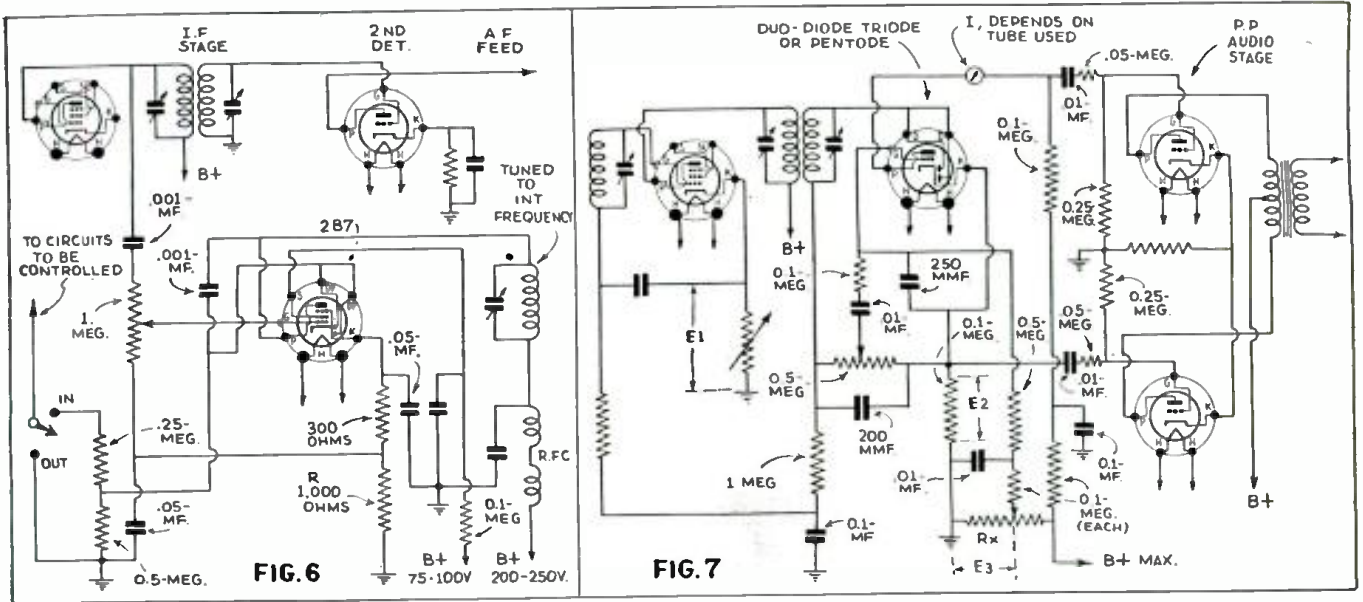 I.F
STAGE
2ND
DET.
A F
FEED
B+
.001-
MF.
TO CIRCUITS
TO BE
CONTROLLED
.001-
MF.
1.
MEG.
2B7
TUNED
TO
INT
FREQUENCY
.05-
MF.
IN
OUT
.25-
MEG.
300
OHMS
R
1,000
OHMS
R.FC
.05-
MF.
0.1-
MEG
0.5-MEG.
B+
75-100V
B+
200-250V.
FIG.6
DUO-DIODE TRIODE
OR PENTODE
I, DEPENDS ON
TUBE USED
P.P
AUDIO
STAGE
.05-MEG.
.01-
MF.
0.1-
MEG.
0.25
MEG.
B+
0.1-
MEG
250
MMF
.01-
MF.
0.25-
MEG.
E1
0.1-
MEG
0.5-
MEG.
.05-
MEG
.01-
MF.
0.5-
MEG
E2
200
MMF.
1 MEG
.01-
MF.
0.1-
MF.
0.1-
MEG.
(EACH)
0.1-
MF
Rx
E3
B+ MAX.
B+
FIG.7